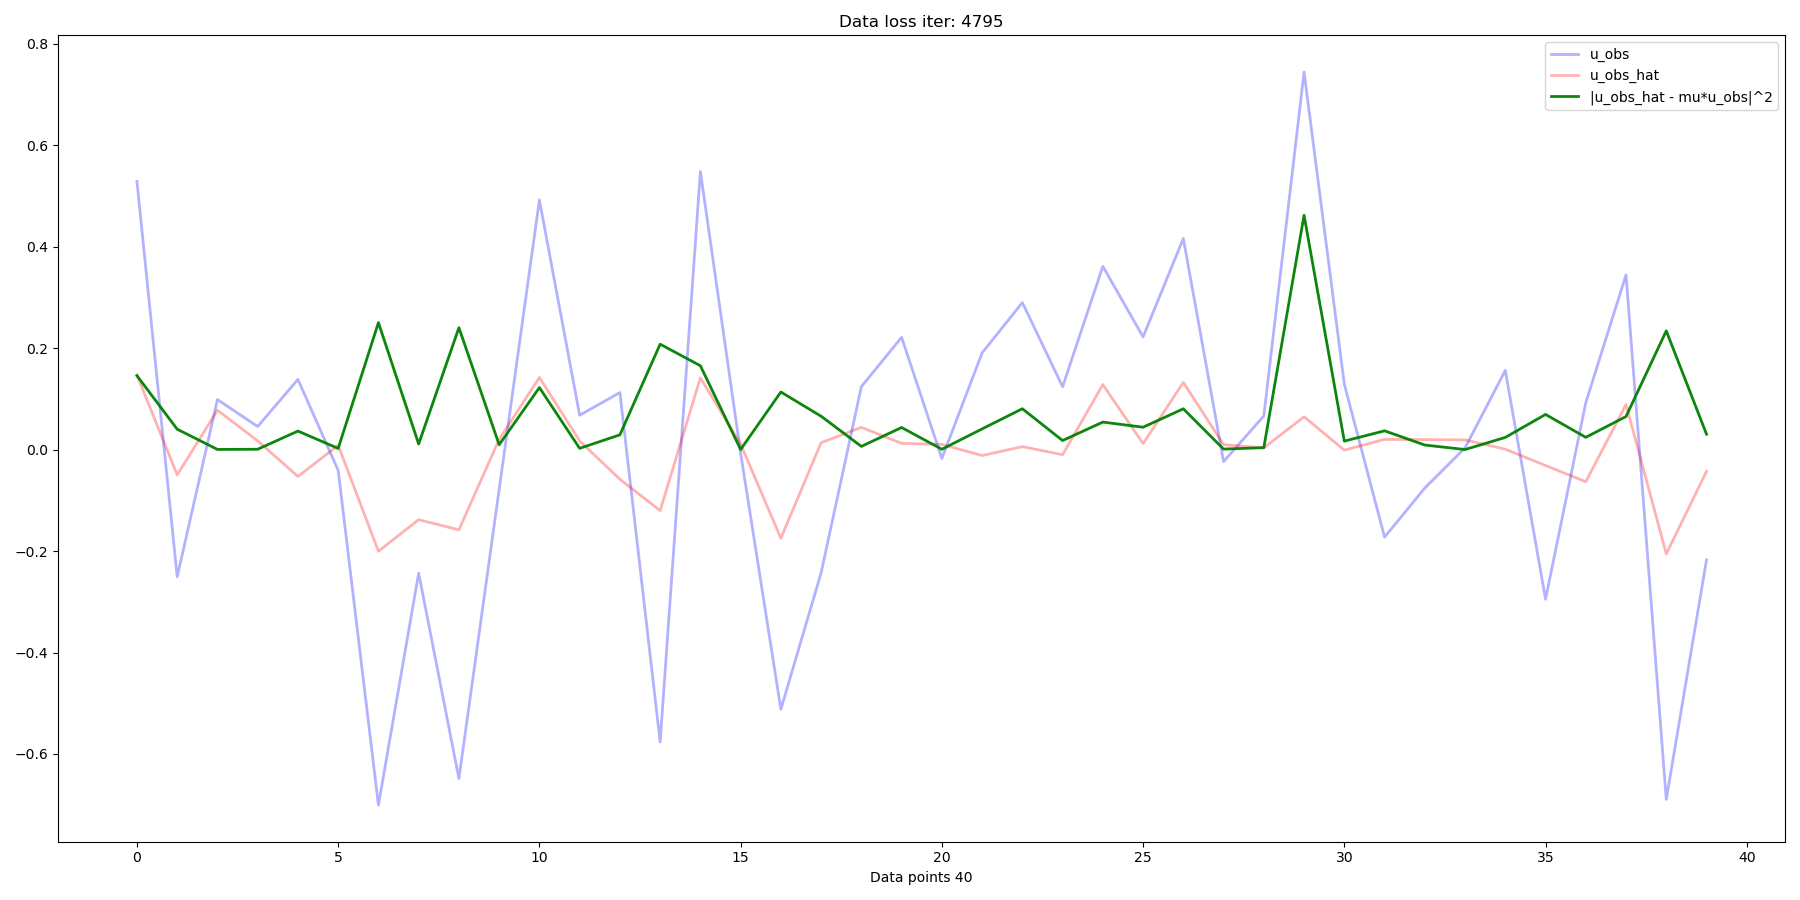 Data loss iter: 4795
u_obs
u_obs_hat
|u_obs_hat - mu*u_obs|^2
0.8
0.6
0.4
0.2
0.0
−0.2
−0.4
−0.6
0 5 10 15 20 25 30 35 40
Data points 40